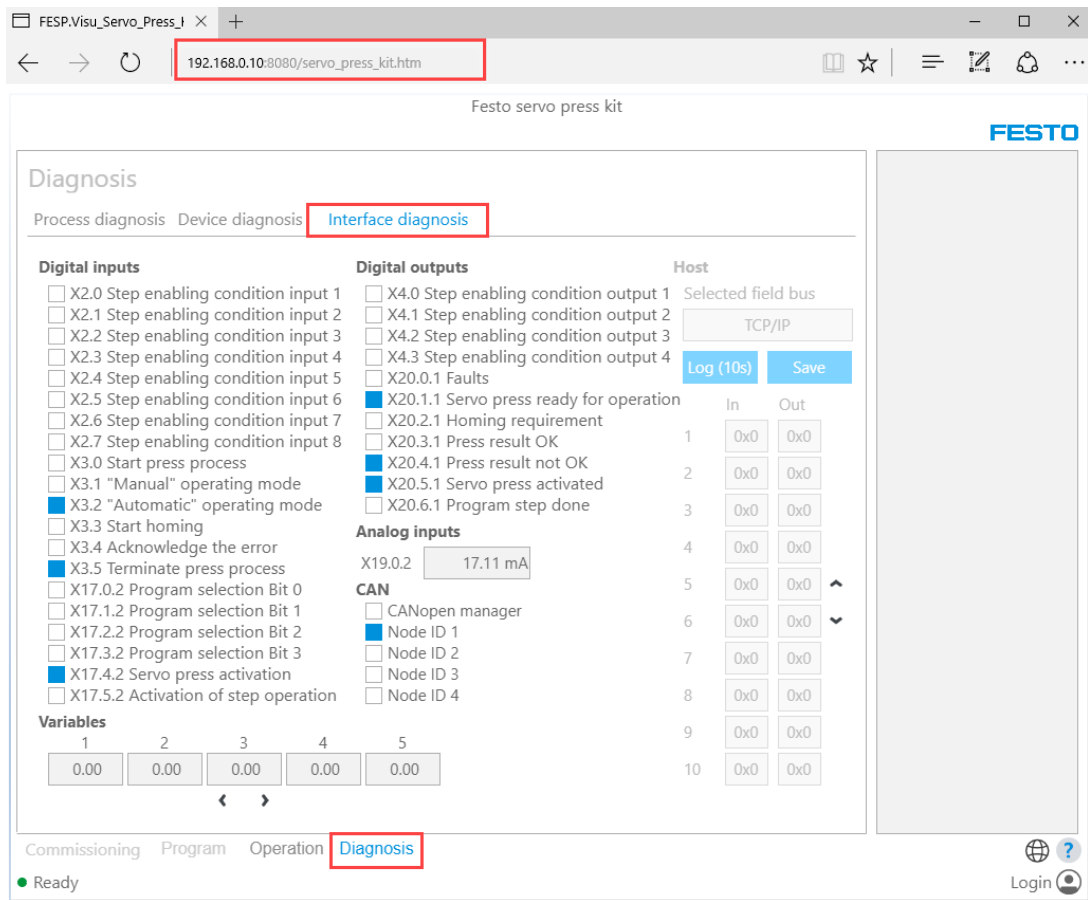 FESP.Visu_Servo_Press_k
192.168.0.10:8080/servo_press_kit.htm
Festo servo press kit
FESTO
Diagnosis
Process diagnosis Device diagnosis Interface diagnosis
Digital inputs
X2.0 Step enabling condition input 1
X2.1 Step enabling condition input 2
X2.2 Step enabling condition input 3
X2.3 Step enabling condition input 4
X2.4 Step enabling condition input 5
X2.5 Step enabling condition input 6
X2.6 Step enabling condition input 7
X2.7 Step enabling condition input 8
X3.0 Start press process
X3.1 "Manual" operating mode
X3.2 "Automatic" operating mode
X3.3 Start homing
X3.4 Acknowledge the error
X3.5 Terminate press process
X17.0.2 Program selection Bit 0
X17.1.2 Program selection Bit 1
X17.2.2 Program selection Bit 2
X17.3.2 Program selection Bit 3
X17.4.2 Servo press activation
X17.5.2 Activation of step operation
Variables
1 2 3 4 5
0.00 0.00 0.00 0.00 0.00
Digital outputs
X4.0 Step enabling condition output 1
X4.1 Step enabling condition output 2
X4.2 Step enabling condition output 3
X4.3 Step enabling condition output 4
X20.0.1 Faults
X20.1.1 Servo press ready for operation
X20.2.1 Homing requirement
X20.3.1 Press result OK
X20.4.1 Press result not OK
X20.5.1 Servo press activated
X20.6.1 Program step done
Analog inputs
X19.0.2 17.11 mA
CAN
CANopen manager
Node ID 1
Node ID 2
Node ID 3
Node ID 4
Host
Selected field bus
TCP/IP
Log (10s) Save
In Out
1 0x0 0x0
2 0x0 0x0
3 0x0 0x0
4 0x0 0x0
5 0x0 0x0
6 0x0 0x0
7 0x0 0x0
8 0x0 0x0
9 0x0 0x0
10 0x0 0x0
Commissioning Program Operation Diagnosis
?
Ready
Login